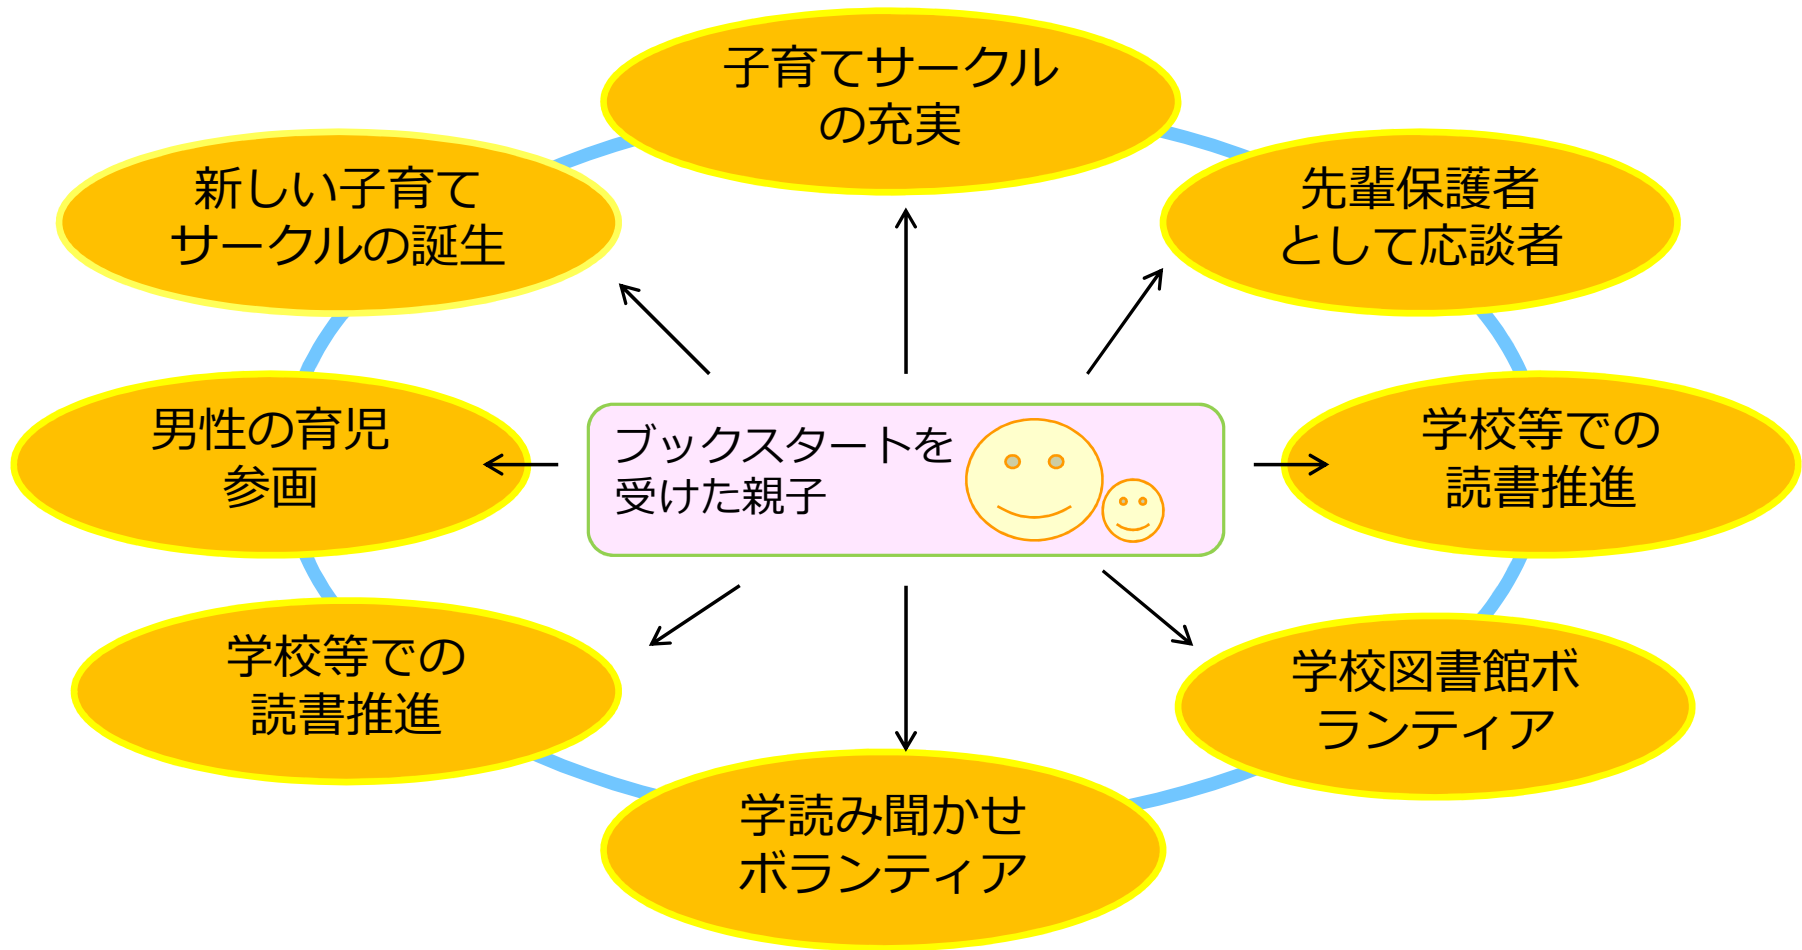 子育てサークル
の充実
新しい子育て
サークルの誕生
先輩保護者
として応談者
男性の育児
参画
ブックスタートを
受けた親子
学校等での
読書推進
学校等での
読書推進
学校図書館ボ
ランティア
学読み聞かせ
ボランティア